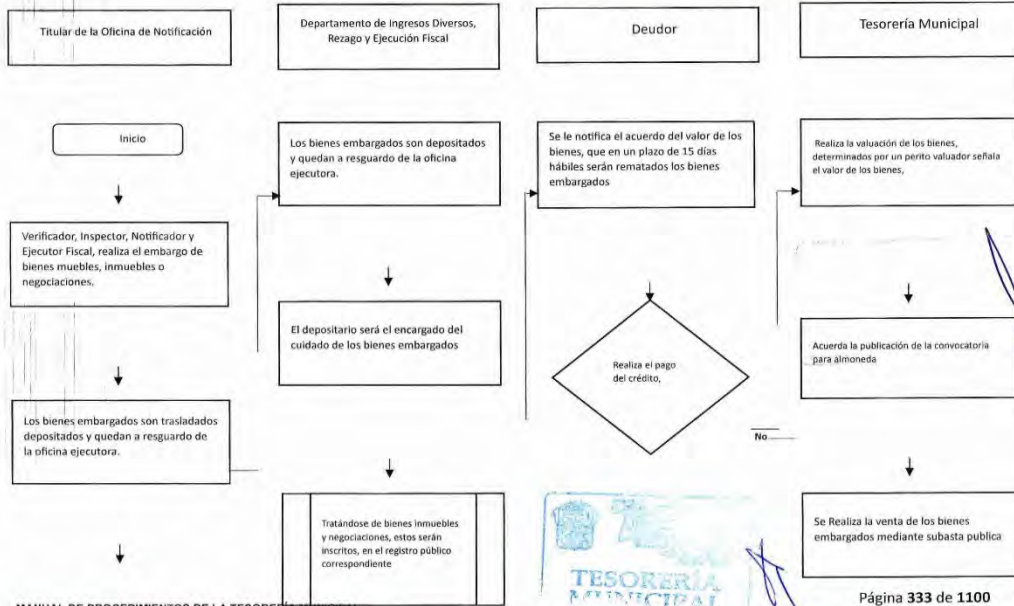 Titular de la Oficina de Notificación
Departamento de Ingresos Diversos,
Rezago y Ejecución Fiscal
Deudor
Tesorería Municipal
Inicio
Verificador, Inspector, Notificador y
Ejecutor Fiscal, realiza el embargo de
bienes muebles, inmuebles o
negociaciones.
Los bienes embargados son trasladados
depositados y quedan a resguardo de
la oficina ejecutora.
Los bienes embargados son depositados
y quedan a resguardo de la oficina
ejecutora.
El depositario será el encargado del
cuidado de los bienes embargados
Tratándose de bienes inmuebles
y negociaciones, estos serán
inscritos, en el registro público
correspondiente
Se le notifica el acuerdo del valor de los
bienes, que en un plazo de 15 días
hábiles serán rematados los bienes
embargados
Realiza el pago
del crédito,
No
Realiza la valuación de los bienes,
determinados por un perito valuador señala
el valor de los bienes,
Acuerda la publicación de la convocatoria
para almoneda
Se Realiza la venta de los bienes
embargados mediante subasta publica
TESORERÍA
MUNICIPAL
MANUAL DE PROCEDIMIENTOS DE LA TESORERÍA MUNICIPAL
Página 333 de 1100